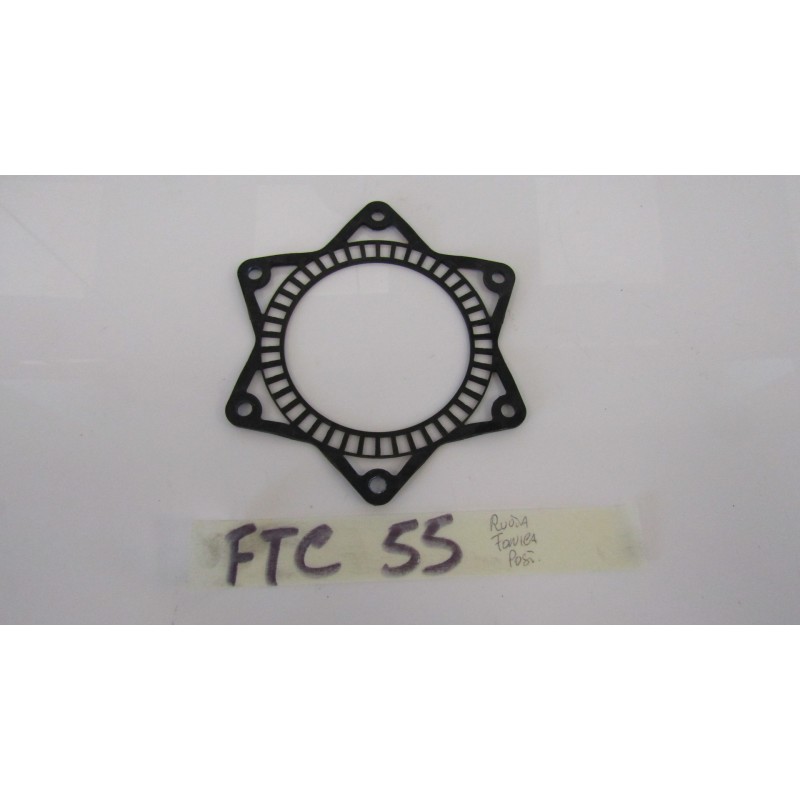 FTC 55
Ruota
Fonica
Post.